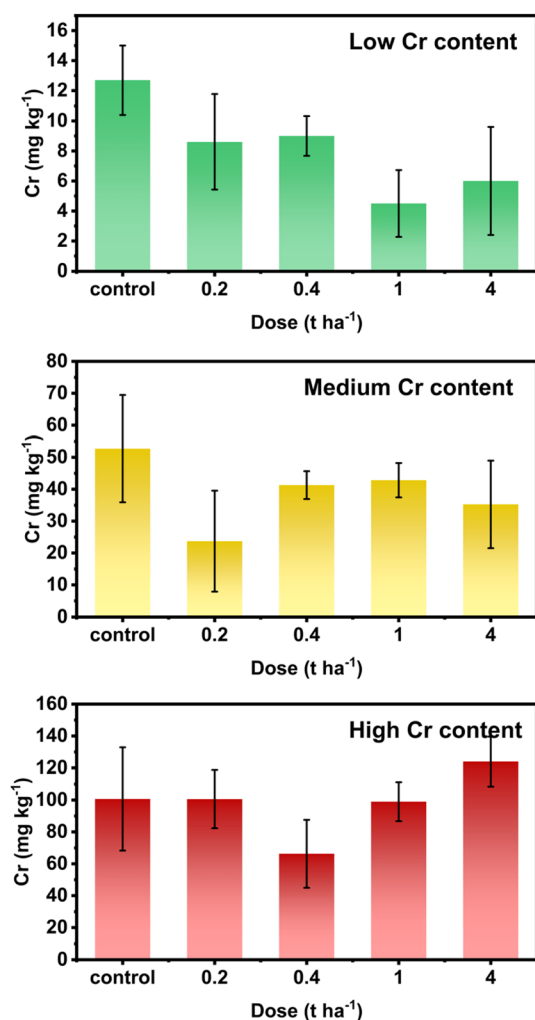 Low Cr content
Cr (mg kg⁻¹)
16
14
12
10
8
6
4
2
0
control 0.2 0.4 1 4
Dose (t ha⁻¹)
Medium Cr content
Cr (mg kg⁻¹)
80
70
60
50
40
30
20
10
0
control 0.2 0.4 1 4
Dose (t ha⁻¹)
High Cr content
Cr (mg kg⁻¹)
160
140
120
100
80
60
40
20
0
control 0.2 0.4 1 4
Dose (t ha⁻¹)